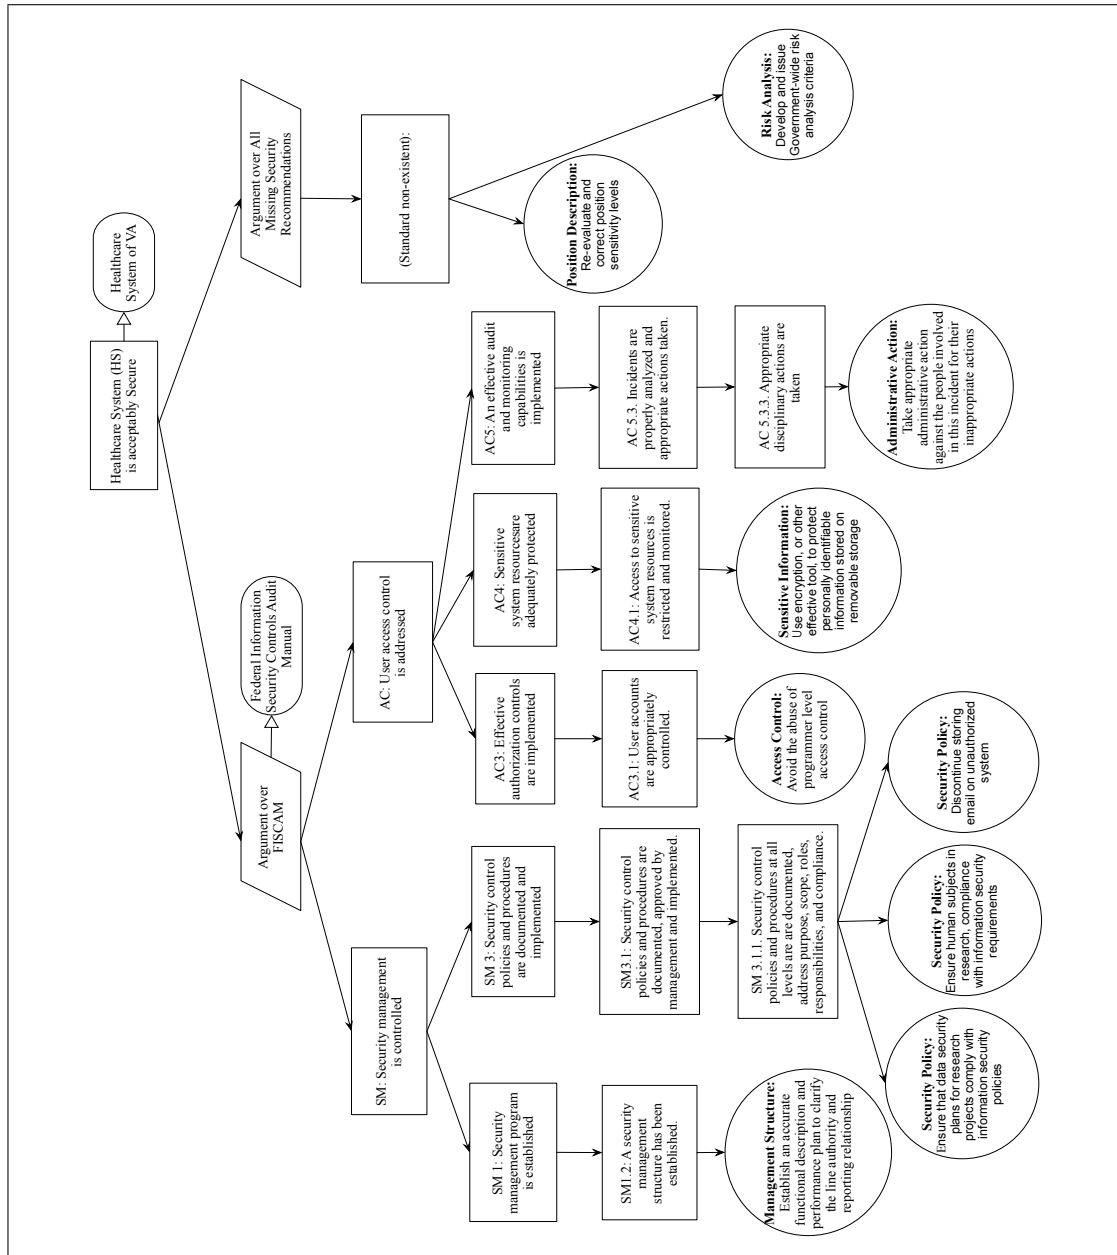 Healthcare System (HS)
is acceptably Secure
Healthcare
System of VA
Argument over
FISCAM
Federal Information
Security Controls Audit
Manual
Argument over All
Missing Security
Recommendations
SM: Security management
is controlled
AC: User access control
is addressed
(Standard non-existent):
SM 1: Security
management program
is established
SM 3: Security control
policies and procedures
are documented and
implemented
AC3: Effective
authorization controls
are implemented
AC4: Sensitive
system resourcesare
adequately protected
AC5: An effective audit
and monitoring
capabilities is
implemented
Position Description:
Re-evaluate and
correct position
sensitivity levels
Risk Analysis:
Develop and issue
Government-wide risk
analysis criteria
SM1.2: A security
management
structure has been
established.
SM3.1: Security control
policies and procedures are
documented, approved by
management and implemented.
AC3.1: User accounts
are appropriately
controlled.
AC4.1: Access to sensitive
system resources is
restricted and monitored.
AC 5.3. Incidents are
properly analyzed and
appropriate actions taken.
Management Structure:
Establish an accurate
functional description and
performance plan to clarify
the line authority and
reporting relationship
SM 3.1.1. Security control
policies and procedures at all
levels are are documented,
address purpose, scope, roles,
responsibilities, and compliance.
Access Control:
Avoid the abuse of
programmer level
access control
Sensitive Information:
Use encryption, or other
effective tool, to protect
personally identifiable
information stored on
removable storage
AC 5.3.3. Appropriate
disciplinary actions are
taken
Administrative Action:
Take appropriate
administrative action
against the people involved
in this incident for their
inappropriate actions
Security Policy:
Ensure that data security
plans for research
projects comply with
information security
policies
Security Policy:
Ensure human subjects in
research, compliance
with information security
requirements
Security Policy:
Discontinue storing
email on unauthorized
system